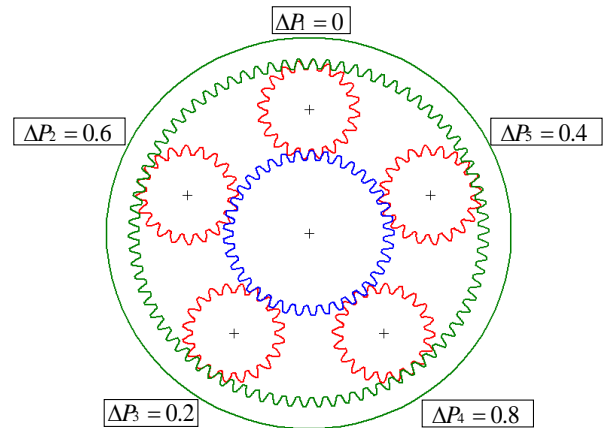 ΔP₁ = 0
ΔP₂ = 0.6
ΔP₅ = 0.4
ΔP₃ = 0.2
ΔP₄ = 0.8